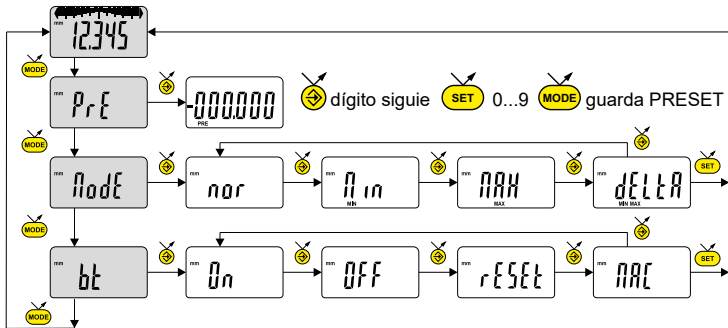 mm 12.345
MODE
mm PrE -000.000 PRE dígito siguie SET 0...9 MODE guarda PRESET
MODE
mm ModE mm nor mm Min MIN mm MAX MAX mm dELtA MIN MAX SET
MODE
mm bt mm On mm OFF mm rESEt mm MAC SET
MODE